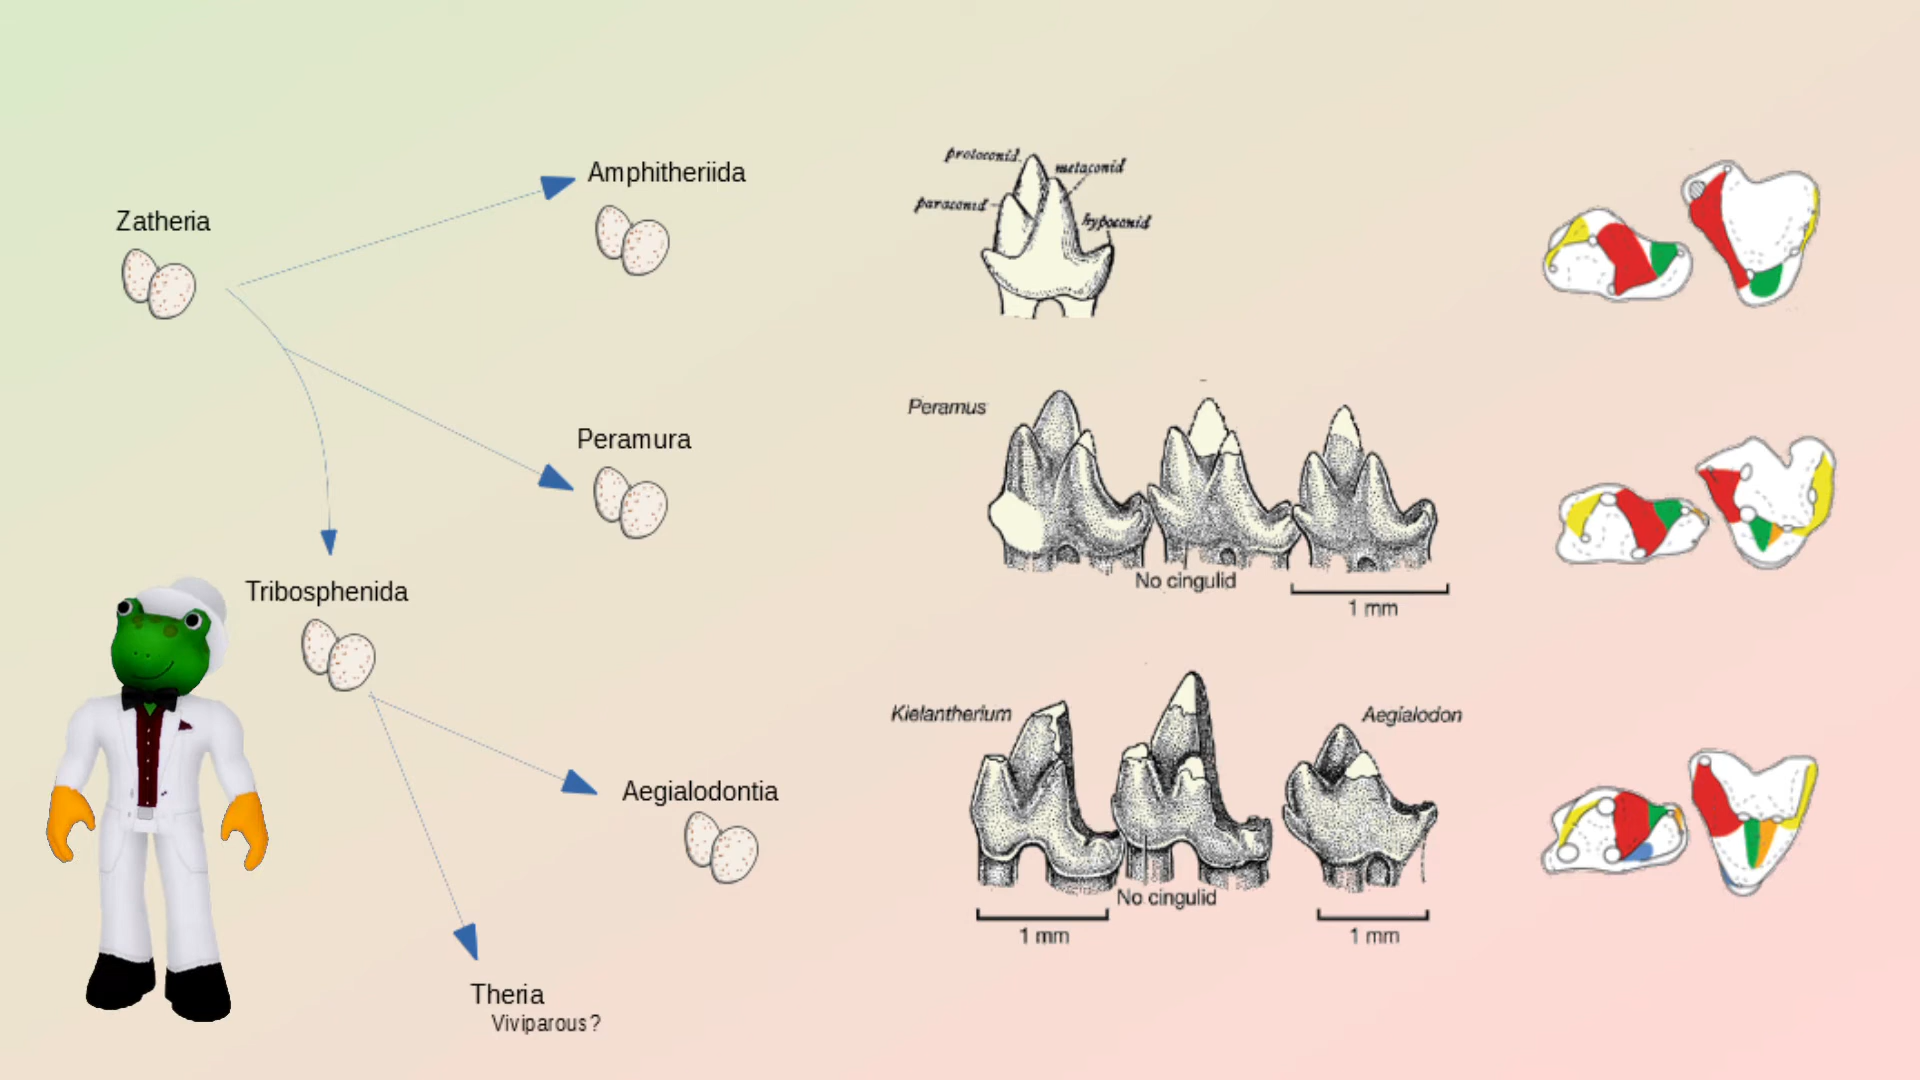 Zatheria
Amphitheriida
Peramura
Tribosphenida
Aegialodontia
Theria
Viviparous?
protoconid.
metaconid
paraconid
hypoconid
Peramus
No cingulid
1 mm
Kielantherium
Aegialodon
No cingulid
1 mm
1 mm